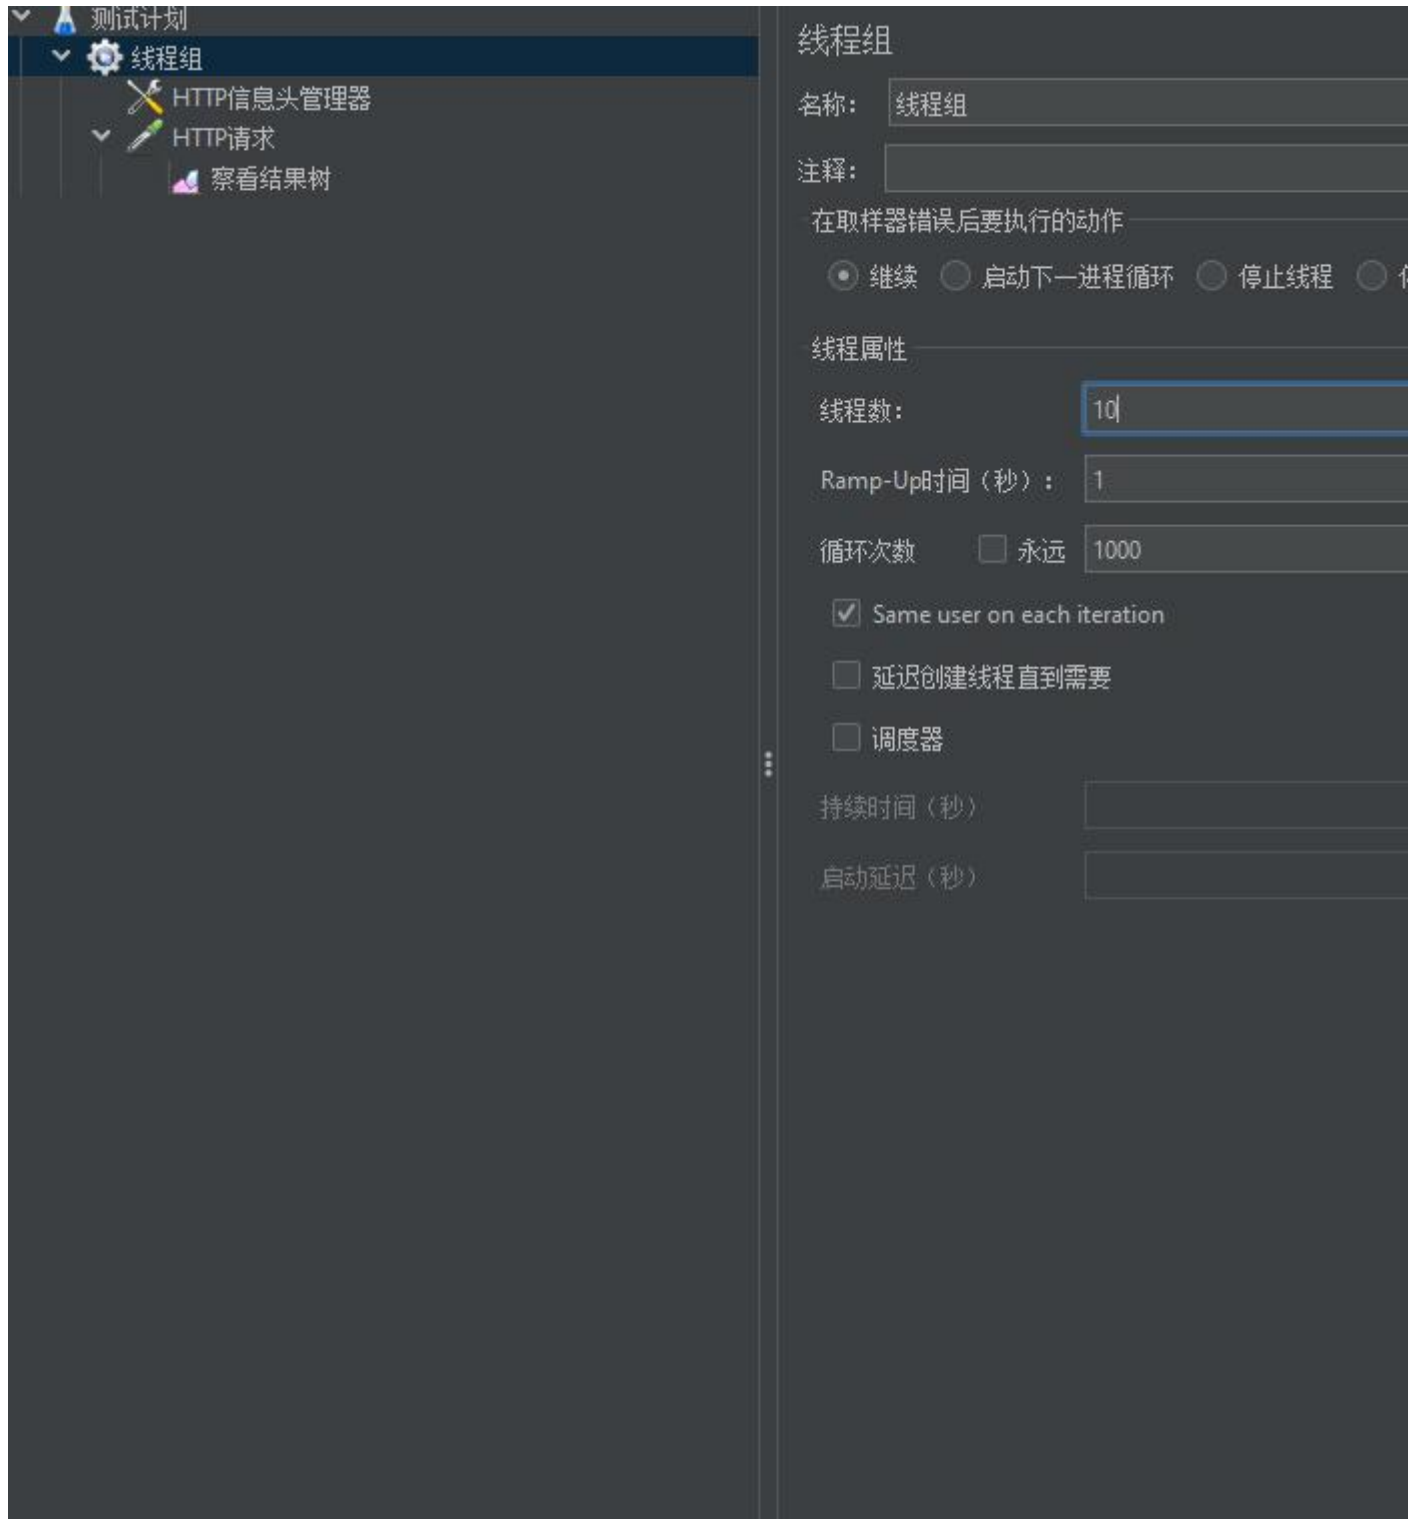 测试计划
线程组
HTTP信息头管理器
HTTP请求
察看结果树
线程组
名称： 线程组
注释：
在取样器错误后要执行的动作
继续 启动下一进程循环 停止线程
线程属性
线程数： 10
Ramp-Up时间（秒）： 1
循环次数 永远 1000
Same user on each iteration
延迟创建线程直到需要
调度器
持续时间（秒）
启动延迟（秒）